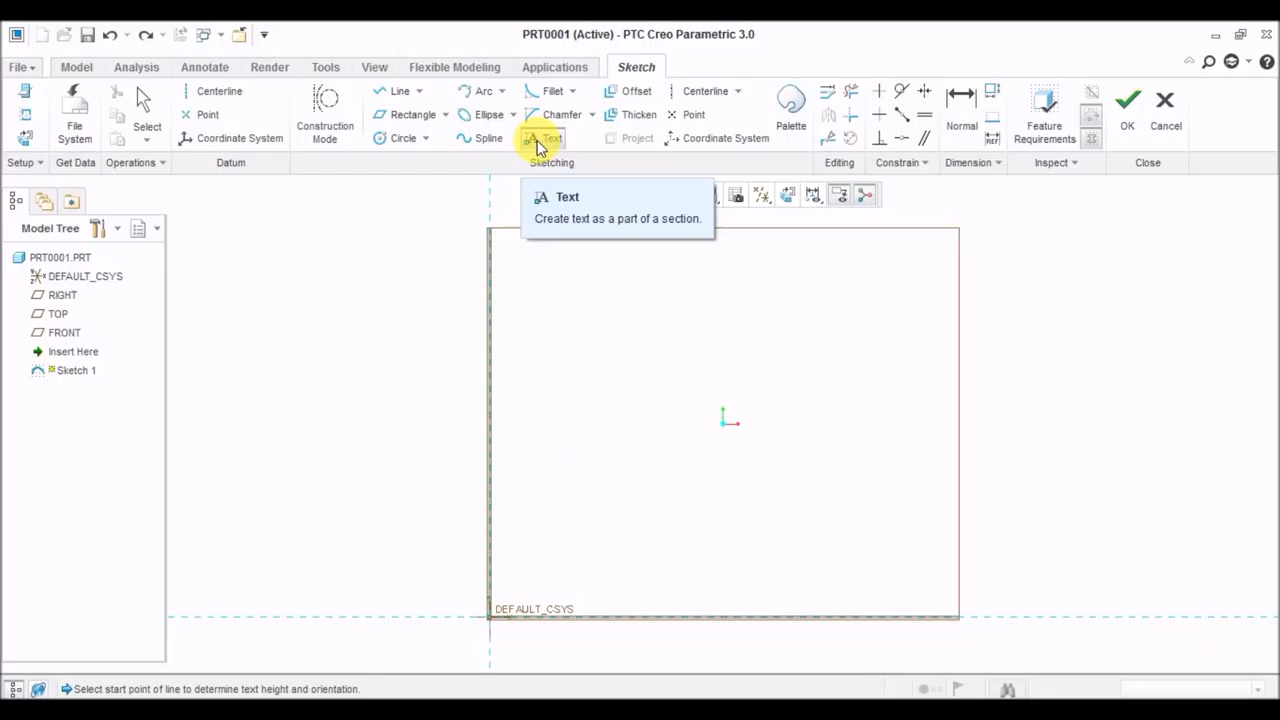 PRT0001 (Active) - PTC Creo Parametric 3.0
File Model Analysis Annotate Render Tools View Flexible Modeling Applications Sketch
Centerline Line Arc Fillet Offset Centerline
Point Rectangle Ellipse Chamfer Thicken Point
Coordinate System Circle Spline Text Project Coordinate System
File System
Select
Construction Mode
Palette
Normal
Feature Requirements
OK
Cancel
Setup Get Data Operations Datum Sketching Editing Constrain Dimension Inspect Close
Text
Create text as a part of a section.
Model Tree
PRT0001.PRT
DEFAULT_CSYS
RIGHT
TOP
FRONT
Insert Here
Sketch 1
DEFAULT_CSYS
Select start point of line to determine text height and orientation.